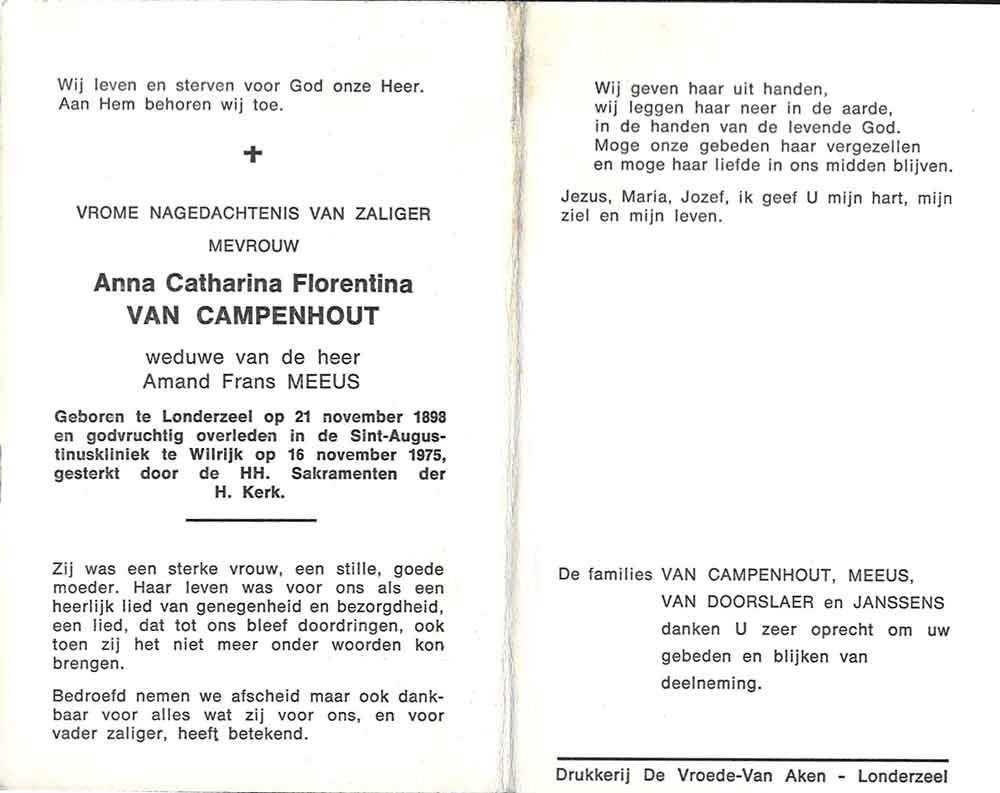 Wij leven en sterven voor God onze Heer.
Aan Hem behoren wij toe.
VROME NAGEDACHTENIS VAN ZALIGER
MEVROUW
Anna Catharina Florentina
VAN CAMPENHOUT
weduwe van de heer
Amand Frans MEEUS
Geboren te Londerzeel op 21 november 1898
en godvruchtig overleden in de Sint-Augus-
tinuskliniek te Wilrijk op 16 november 1975,
gesterkt door de HH. Sakramenten der
H. Kerk.
Zij was een sterke vrouw, een stille, goede
moeder. Haar leven was voor ons als een
heerlijk lied van genegenheid en bezorgdheid,
een lied, dat tot ons bleef doordringen, ook
toen zij het niet meer onder woorden kon
brengen.
Bedroefd nemen we afscheid maar ook dank-
baar voor alles wat zij voor ons, en voor
vader zaliger, heeft betekend.
Wij geven haar uit handen,
wij leggen haar neer in de aarde,
in de handen van de levende God.
Moge onze gebeden haar vergezellen
en moge haar liefde in ons midden blijven.
Jezus, Maria, Jozef, ik geef U mijn hart, mijn
ziel en mijn leven.
De families VAN CAMPENHOUT, MEEUS,
VAN DOORSLAER en JANSSENS
danken U zeer oprecht om uw
gebeden en blijken van
deelneming.
Drukkerij De Vroede-Van Aken - Londerzeel